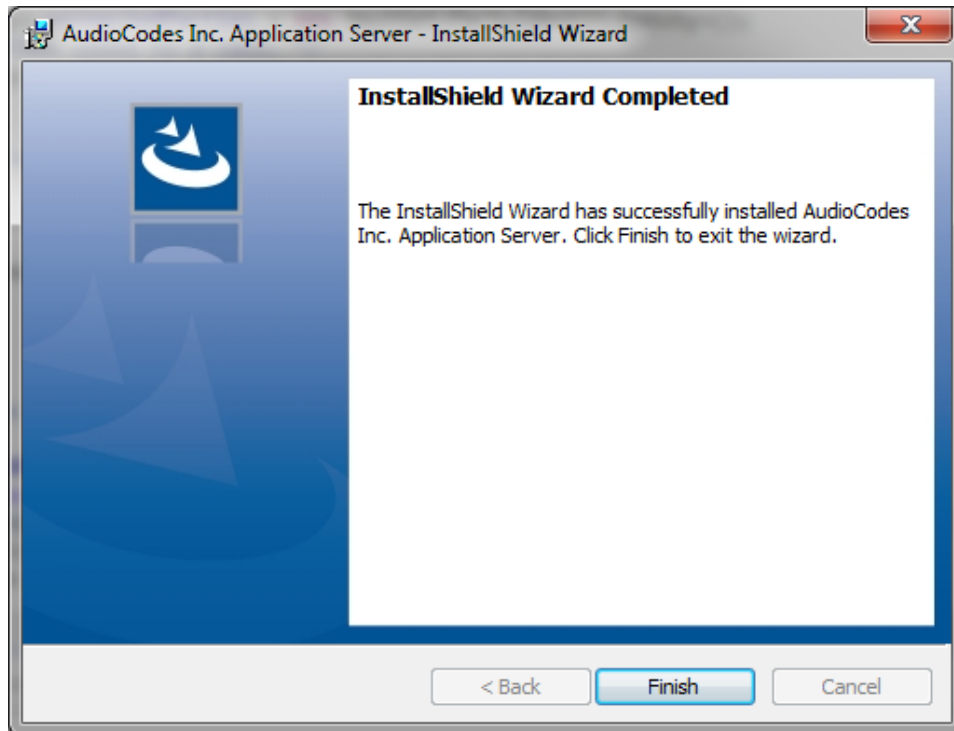 AudioCodes Inc. Application Server - InstallShield Wizard
InstallShield Wizard Completed
The InstallShield Wizard has successfully installed AudioCodes
Inc. Application Server. Click Finish to exit the wizard.
< Back
Finish
Cancel